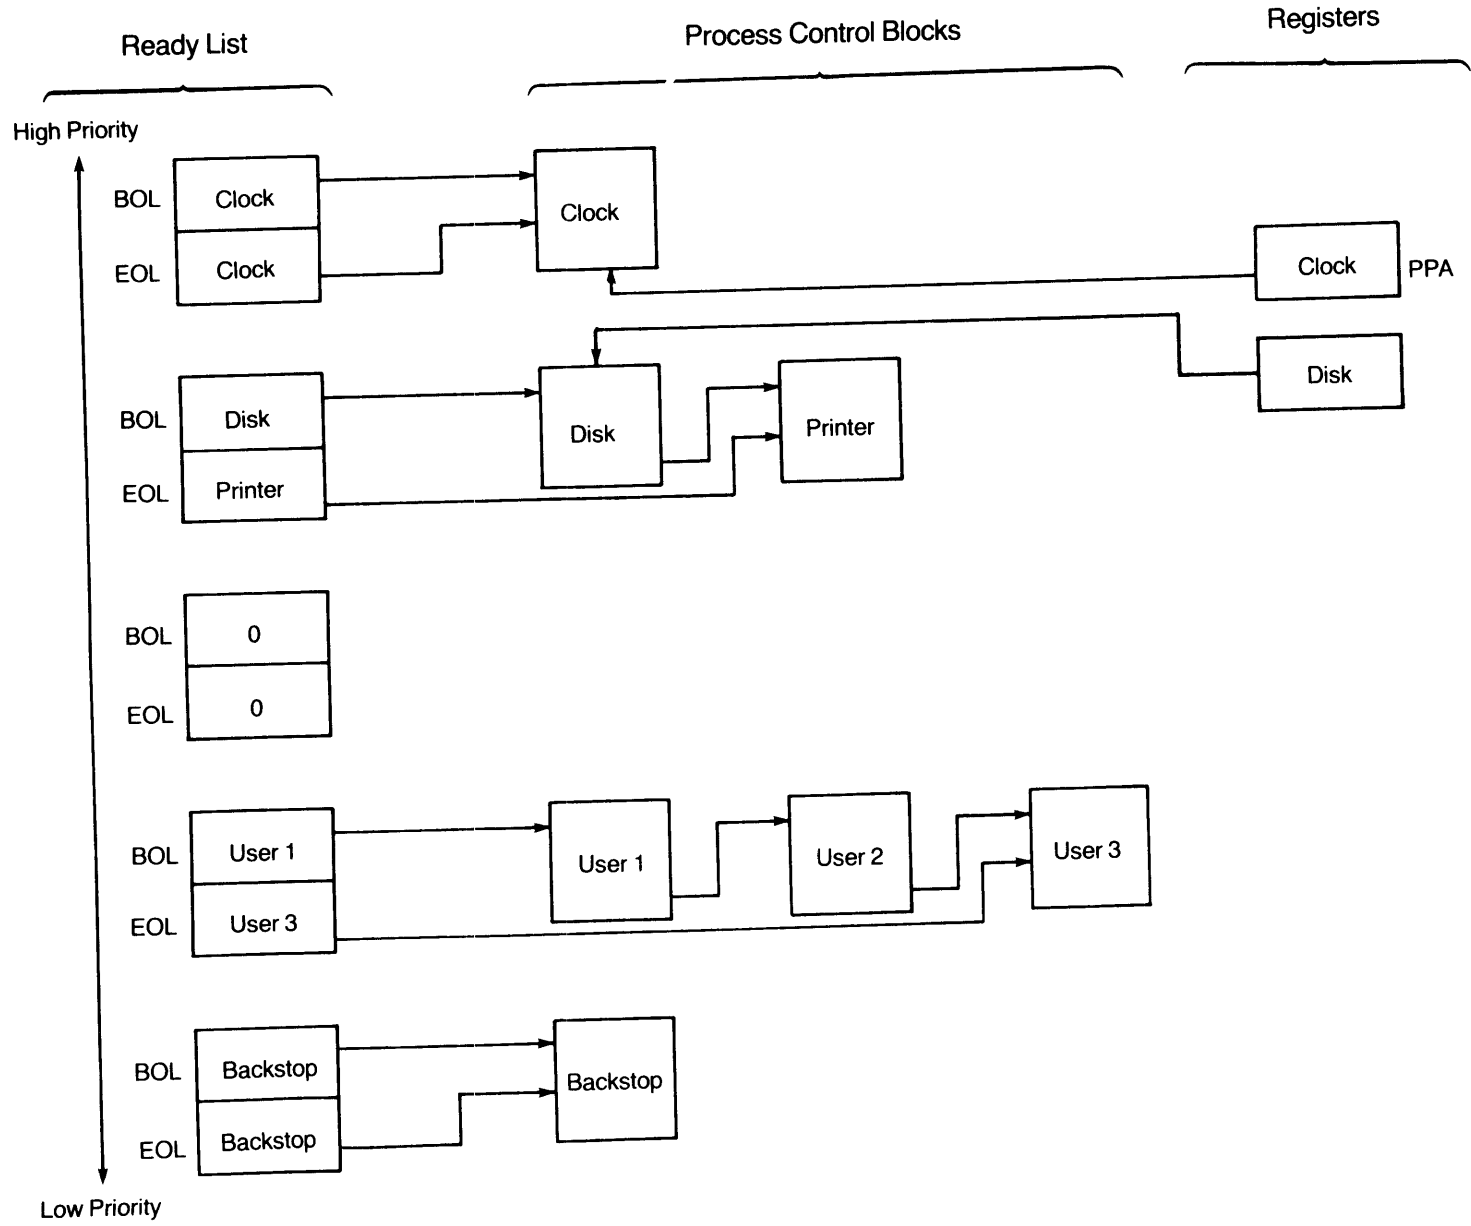 Ready List
Process Control Blocks
Registers
High Priority
BOL
Clock
EOL
Clock
Clock
Clock
PPA
BOL
Disk
EOL
Printer
Disk
Printer
Disk
BOL
0
EOL
0
BOL
User 1
EOL
User 3
User 1
User 2
User 3
BOL
Backstop
EOL
Backstop
Backstop
Low Priority